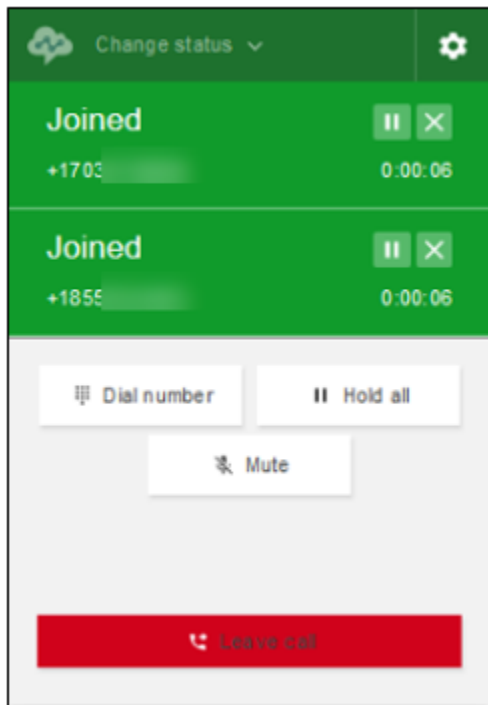 Change status
Joined
+1703
0:00:06
Joined
+1855
0:00:06
Dial number
Hold all
Mute
Leave call